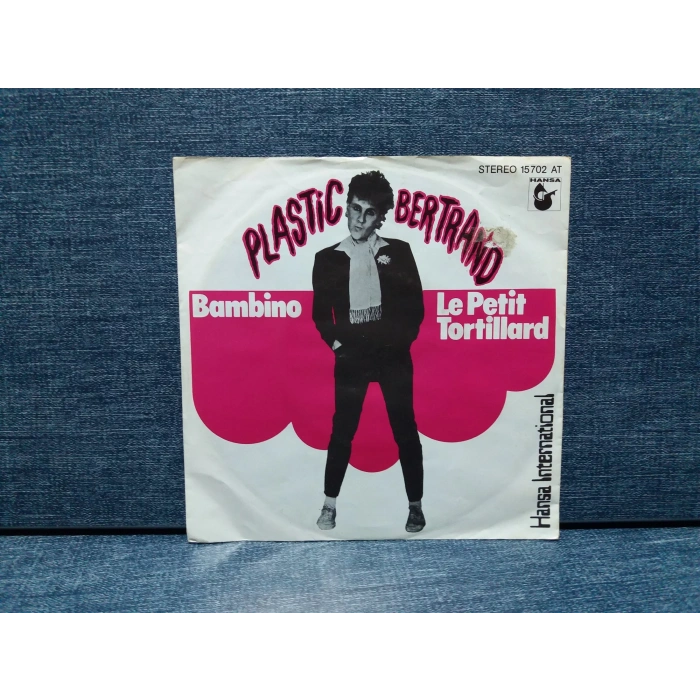 STEREO 15702 AT
HANSA
PLASTIC BERTRAND
Bambino
Le Petit
Tortillard
Hansa International